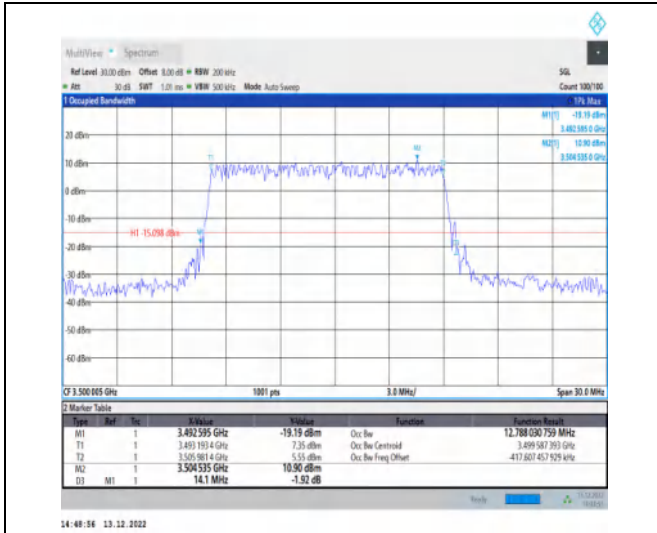 MultiView Spectrum
Ref Level 30.00 dBm Offset 8.00 dB RBW 200 kHz SGL
Att 30 dB SWT 1.01 ms VBW 500 kHz Mode Auto Sweep Count 100/100
1 Occupied Bandwidth 1Pk Max
M1[1] -19.19 dBm
3.492 595 0 GHz
M2[1] 10.90 dBm
3.504 535 0 GHz
20 dBm
10 dBm
0 dBm
-10 dBm
H1 -15.098 dBm
-20 dBm
-30 dBm
-40 dBm
-50 dBm
-60 dBm
T1
M2
M1
CF 3.500 005 GHz 1001 pts 3.0 MHz/ Span 30.0 MHz
2 Marker Table
Type Ref Trc X-Value Y-Value Function Function Result
M1 1 3.492 595 GHz -19.19 dBm Occ Bw 12.788 030 759 MHz
T1 1 3.493 193 4 GHz 7.35 dBm Occ Bw Centroid 3.499 587 393 GHz
T2 1 3.505 981 4 GHz 5.55 dBm Occ Bw Freq Offset -417.607 457 929 kHz
M2 1 3.504 535 GHz 10.90 dBm
D3 M1 1 14.1 MHz -1.92 dB
Ready
14:48:56 13.12.2022